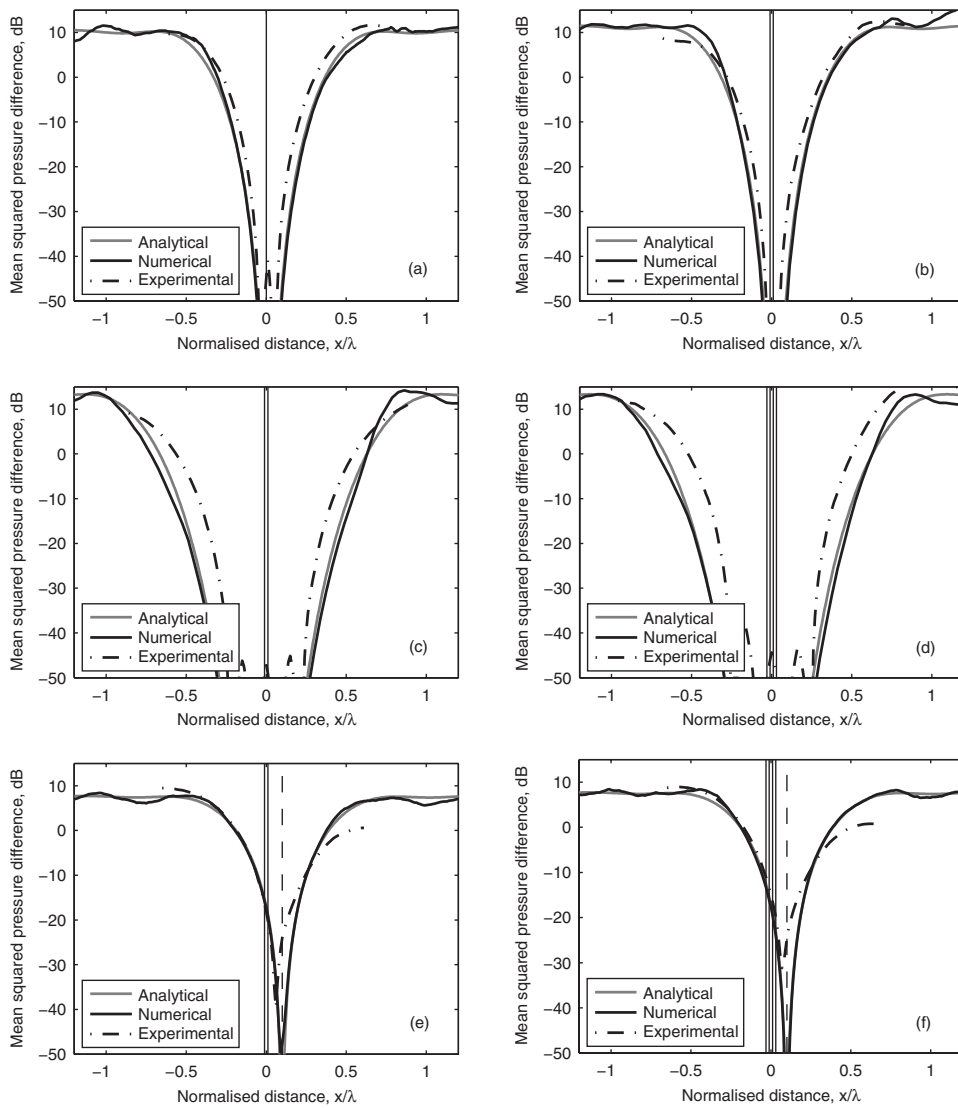 Mean squared pressure difference, dB
10
0
−10
−20
−30
−40
−50
Analytical
Numerical
Experimental
(a)
−1 −0.5 0 0.5 1
Normalised distance, x/λ
Mean squared pressure difference, dB
10
0
−10
−20
−30
−40
−50
Analytical
Numerical
Experimental
(b)
−1 −0.5 0 0.5 1
Normalised distance, x/λ
Mean squared pressure difference, dB
10
0
−10
−20
−30
−40
−50
Analytical
Numerical
Experimental
(c)
−1 −0.5 0 0.5 1
Normalised distance, x/λ
Mean squared pressure difference, dB
10
0
−10
−20
−30
−40
−50
Analytical
Numerical
Experimental
(d)
−1 −0.5 0 0.5 1
Normalised distance, x/λ
Mean squared pressure difference, dB
10
0
−10
−20
−30
−40
−50
Analytical
Numerical
Experimental
(e)
−1 −0.5 0 0.5 1
Normalised distance, x/λ
Mean squared pressure difference, dB
10
0
−10
−20
−30
−40
−50
Analytical
Numerical
Experimental
(f)
−1 −0.5 0 0.5 1
Normalised distance, x/λ